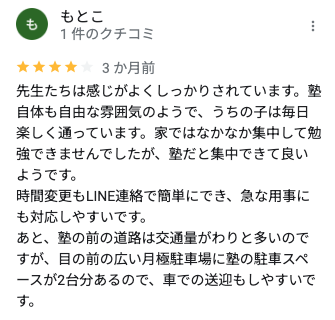 も
もとこ
1 件のクチコミ
3 か月前
先生たちは感じがよくしっかりされています。塾
自体も自由な雰囲気のようで、うちの子は毎日
楽しく通っています。家ではなかなか集中して勉
強できませんでしたが、塾だと集中できて良い
ようです。
時間変更もLINE連絡で簡単にでき、急な用事に
も対応しやすいです。
あと、塾の前の道路は交通量がわりと多いので
すが、目の前の広い月極駐車場に塾の駐車スペ
ースが2台分あるので、車での送迎もしやすいで
す。